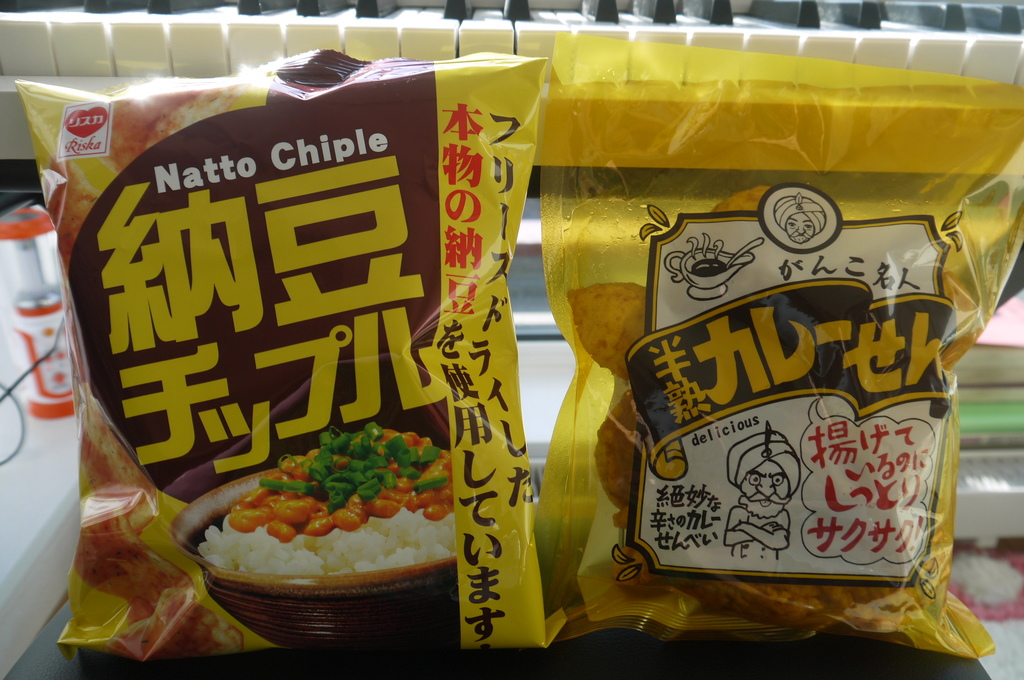 リスカ
Riska
Natto Chiple
納豆
チップル
フリーズドライした
本物の納豆を使用しています.
がんこ名人
半熟カレーせん
delicious
絶妙な
辛さのカレー
せんべい
揚げて
いるのに
しっとり
サクサク!